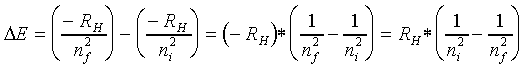 ΔE = (−R_H / n_f^2) − (−R_H / n_i^2) = (−R_H)*(1/n_f^2 − 1/n_i^2) = R_H*(1/n_i^2 − 1/n_f^2)